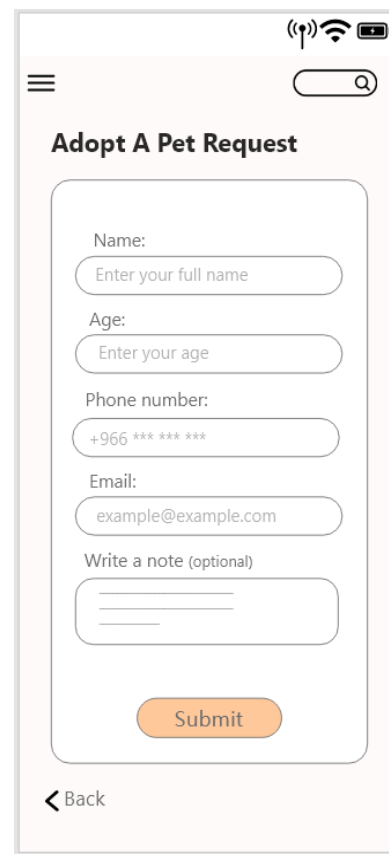 Adopt A Pet Request
Name:
Enter your full name
Age:
Enter your age
Phone number:
+966 *** *** ***
Email:
example@example.com
Write a note (optional)
Submit
Back